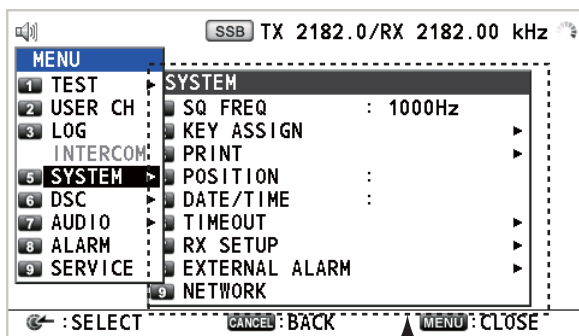 SSB TX 2182.0/RX 2182.00 kHz
MENU
1 TEST
2 USER CH
3 LOG
INTERCOM
5 SYSTEM
6 DSC
7 AUDIO
8 ALARM
9 SERVICE
SYSTEM
SQ FREQ : 1000Hz
KEY ASSIGN
PRINT
POSITION :
DATE/TIME :
TIMEOUT
RX SETUP
EXTERNAL ALARM
9 NETWORK
: SELECT CANCEL : BACK MENU : CLOSE